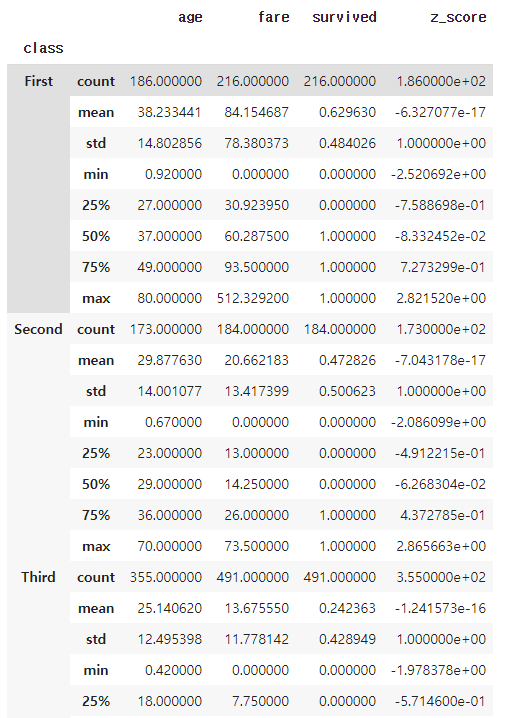 age fare survived z_score
class
First count 186.000000 216.000000 216.000000 1.860000e+02
mean 38.233441 84.154687 0.629630 -6.327077e-17
std 14.802856 78.380373 0.484026 1.000000e+00
min 0.920000 0.000000 0.000000 -2.520692e+00
25% 27.000000 30.923950 0.000000 -7.588698e-01
50% 37.000000 60.287500 1.000000 -8.332452e-02
75% 49.000000 93.500000 1.000000 7.273299e-01
max 80.000000 512.329200 1.000000 2.821520e+00
Second count 173.000000 184.000000 184.000000 1.730000e+02
mean 29.877630 20.662183 0.472826 -7.043178e-17
std 14.001077 13.417399 0.500623 1.000000e+00
min 0.670000 0.000000 0.000000 -2.086099e+00
25% 23.000000 13.000000 0.000000 -4.912215e-01
50% 29.000000 14.250000 0.000000 -6.268304e-02
75% 36.000000 26.000000 1.000000 4.372785e-01
max 70.000000 73.500000 1.000000 2.865663e+00
Third count 355.000000 491.000000 491.000000 3.550000e+02
mean 25.140620 13.675550 0.242363 -1.241573e-16
std 12.495398 11.778142 0.428949 1.000000e+00
min 0.420000 0.000000 0.000000 -1.978378e+00
25% 18.000000 7.750000 0.000000 -5.714600e-01